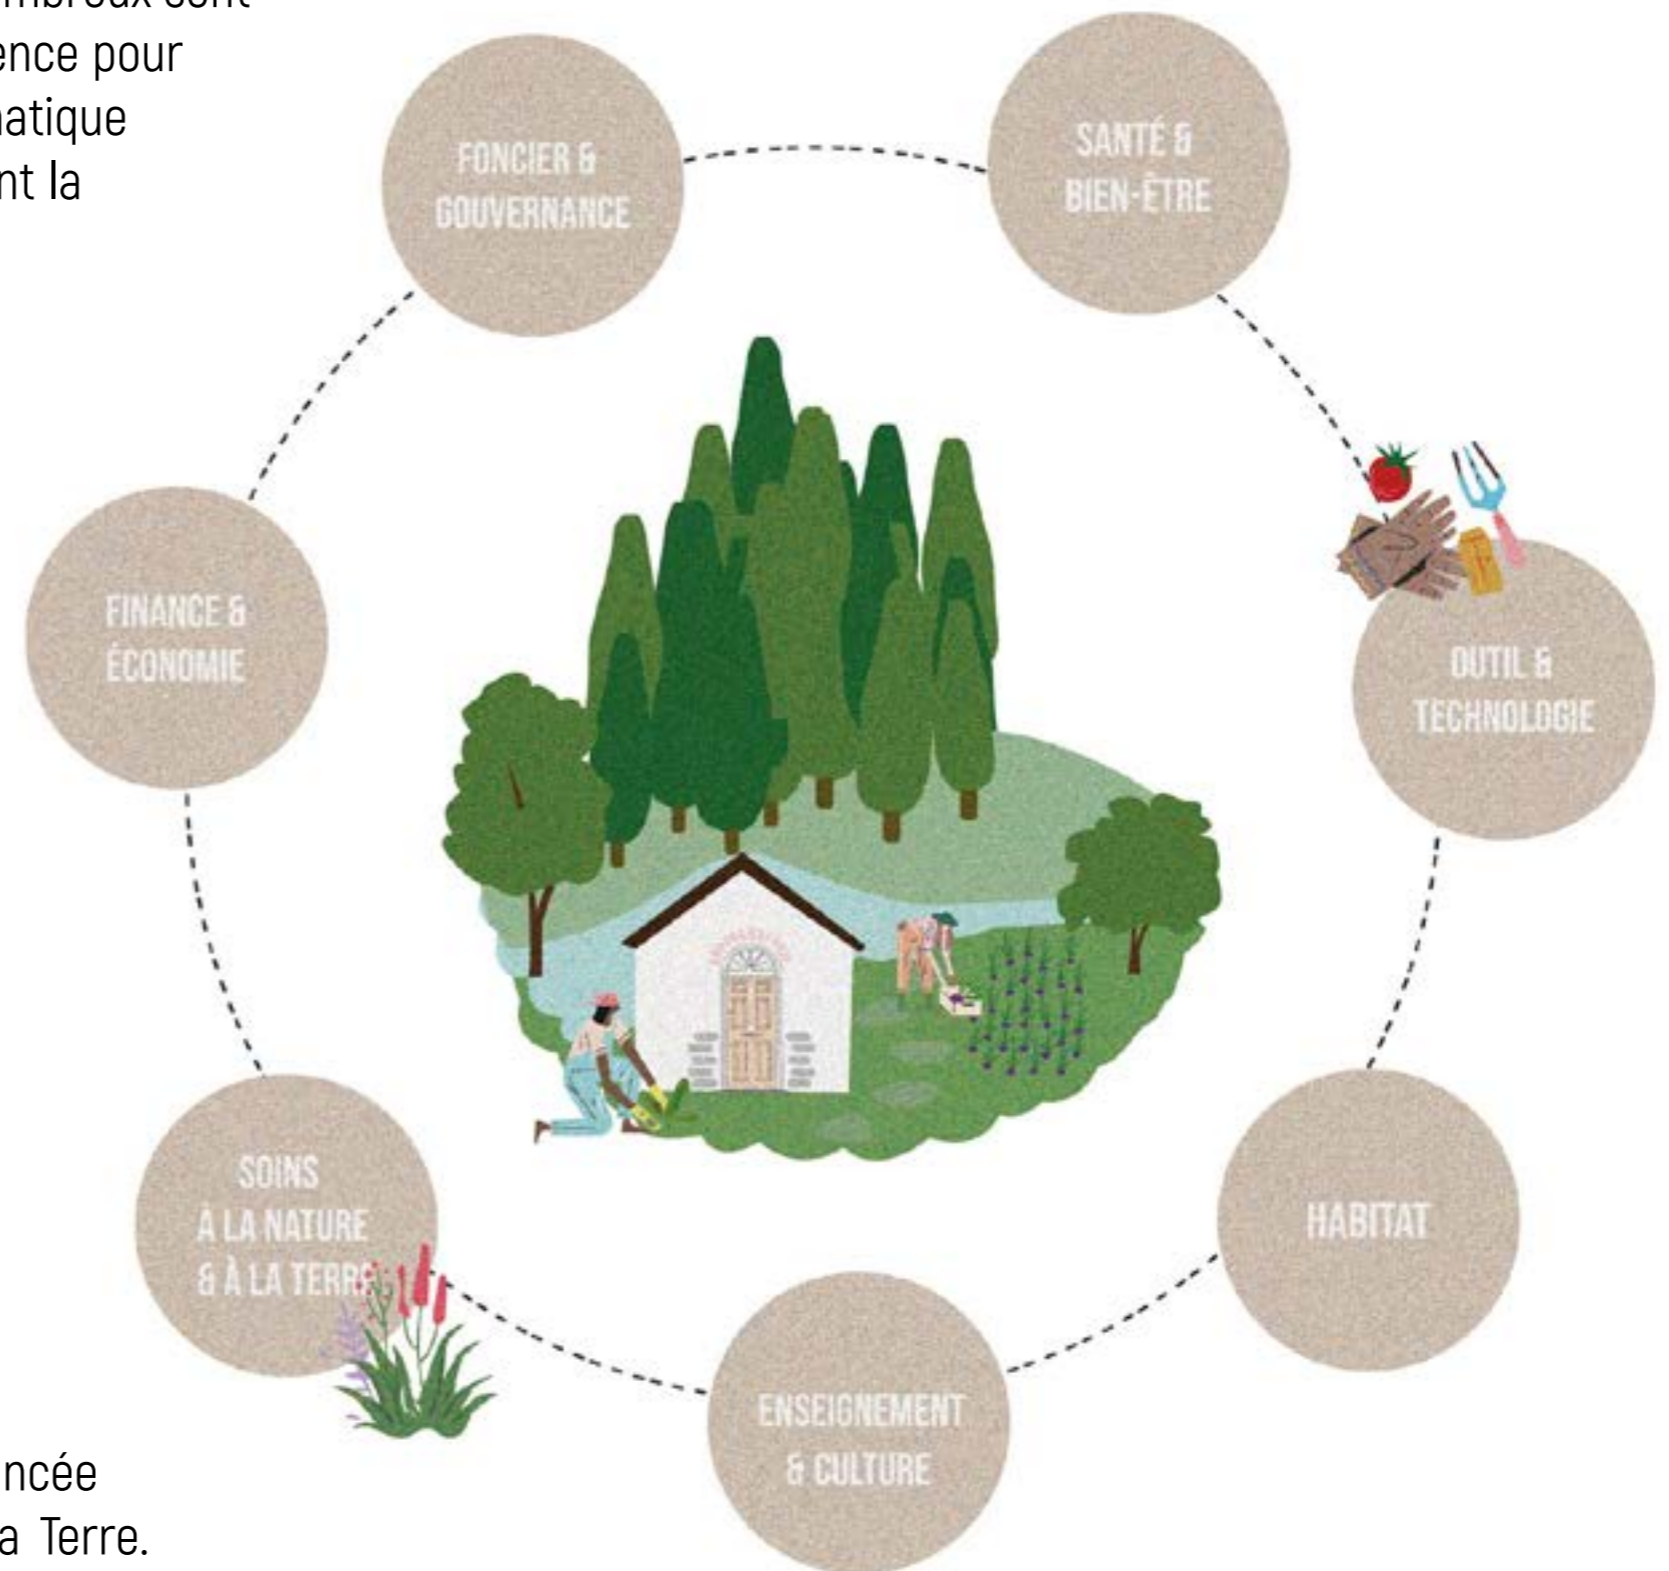 ence pour
natique
nt la
FONCIER &
GOUVERNANCE
SANTÉ &
BIEN-ÊTRE
OUTIL &
TECHNOLOGIE
HABITAT
ENSEIGNEMENT
& CULTURE
SOINS
À LA NATURE
& À LA TERRE
FINANCE &
ÉCONOMIE
ncée
a Terre.